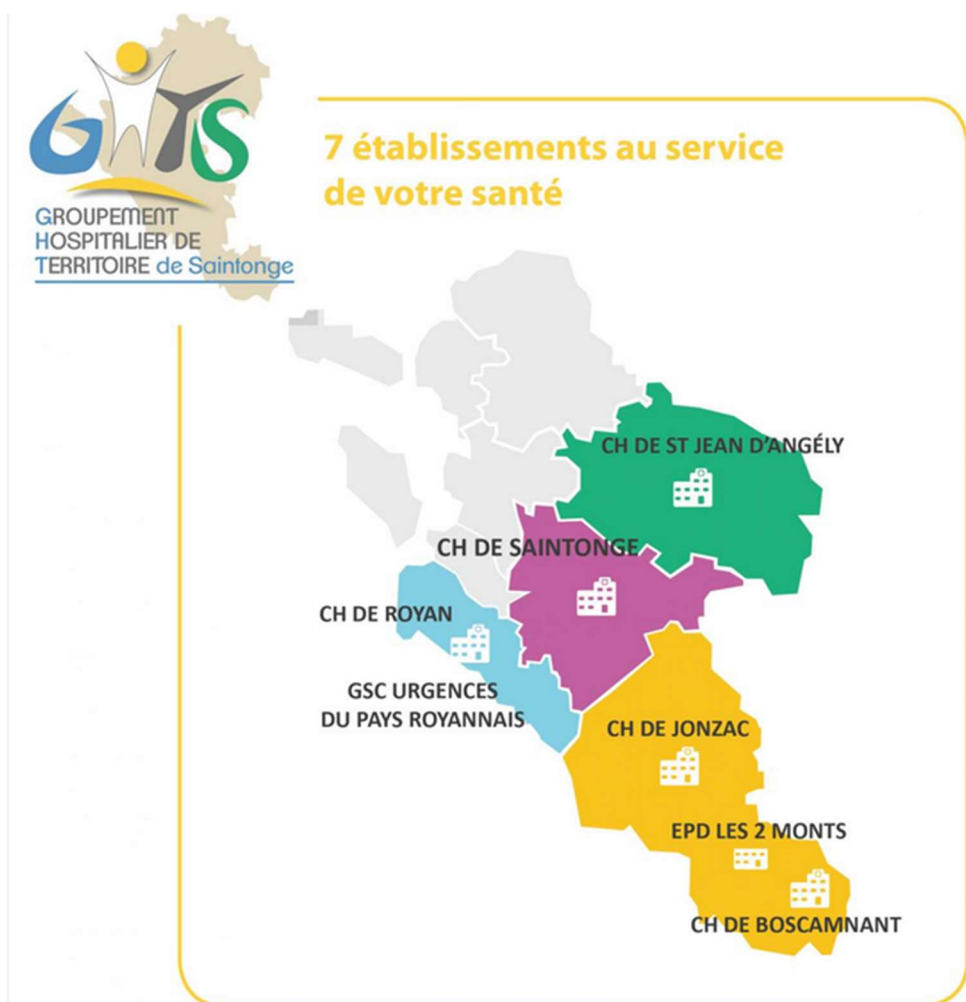 GHTS
GROUPEMENT
HOSPITALIER DE
TERRITOIRE de Saintonge
7 établissements au service
de votre santé
CH DE ST JEAN D'ANGÉLY
CH DE SAINTONGE
CH DE ROYAN
GSC URGENCES
DU PAYS ROYANNAIS
CH DE JONZAC
EPD LES 2 MONTS
CH DE BOSCAMNANT